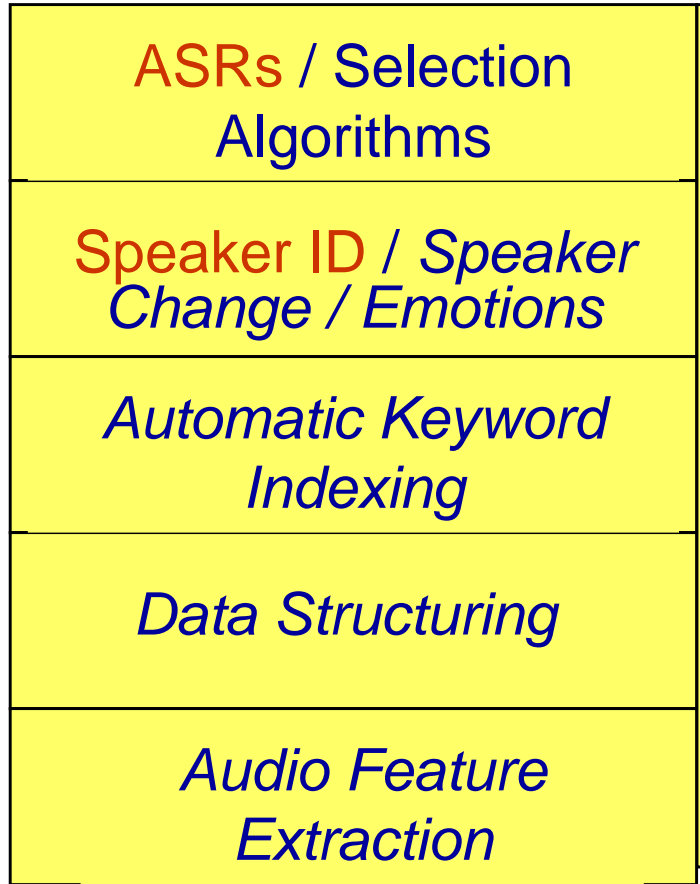 ASRs / Selection
Algorithms
Speaker ID / Speaker
Change / Emotions
Automatic Keyword
Indexing
Data Structuring
Audio Feature
Extraction